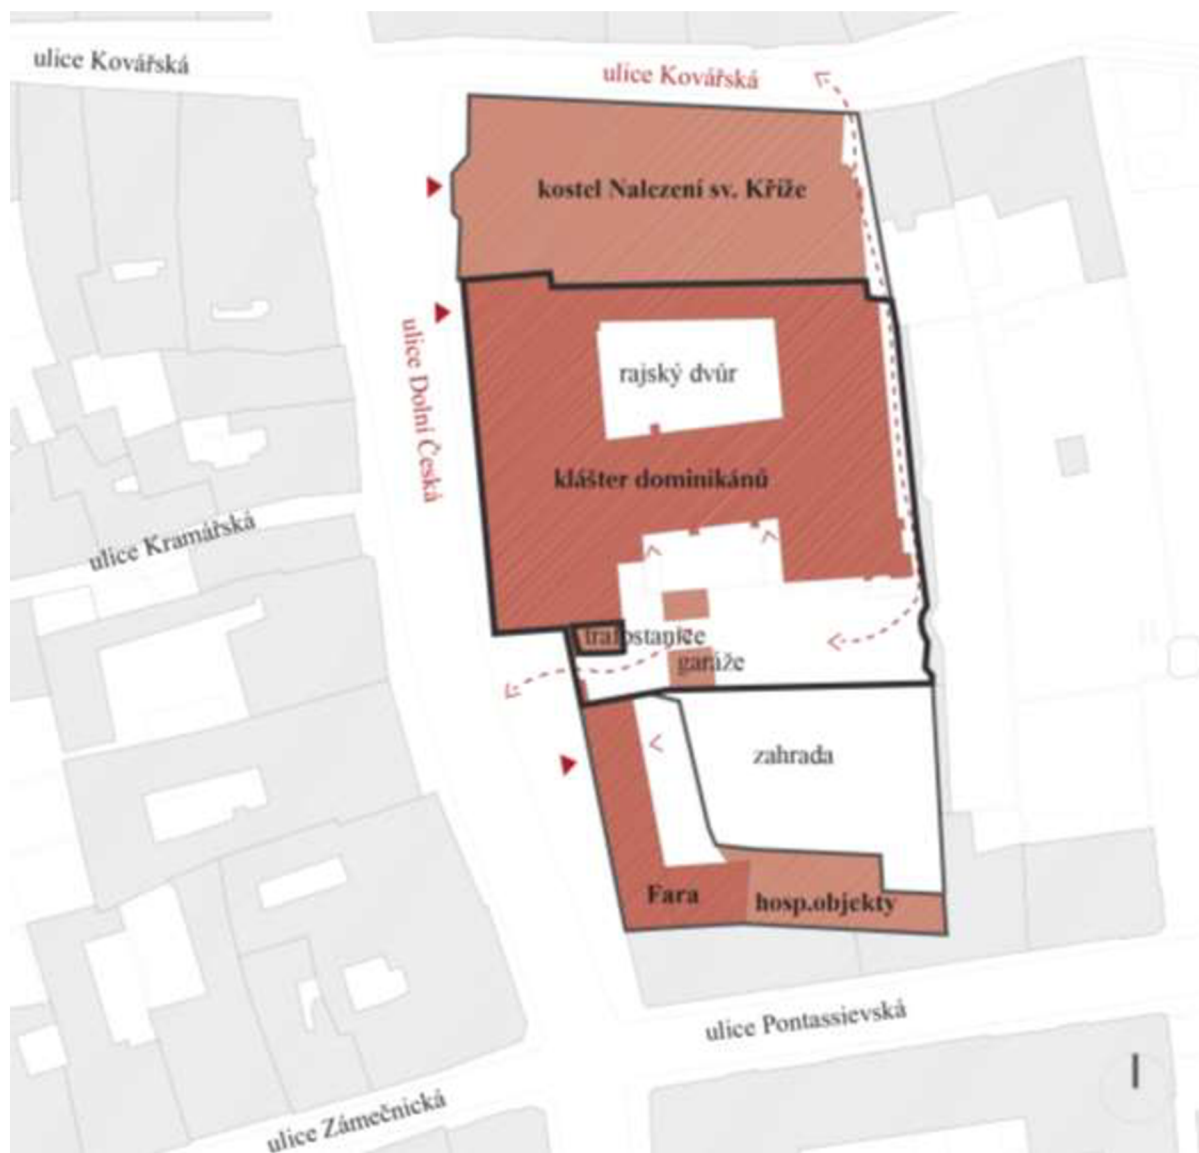 ulice Kovářská
ulice Kovářská
kostel Nalezení sv. Kříže
ulice Dolní Česká
rajský dvůr
klášter dominikánů
ulice Kramářská
trafostanice
garáže
zahrada
Fara
hosp.objekty
ulice Pontassievská
ulice Zámečnická